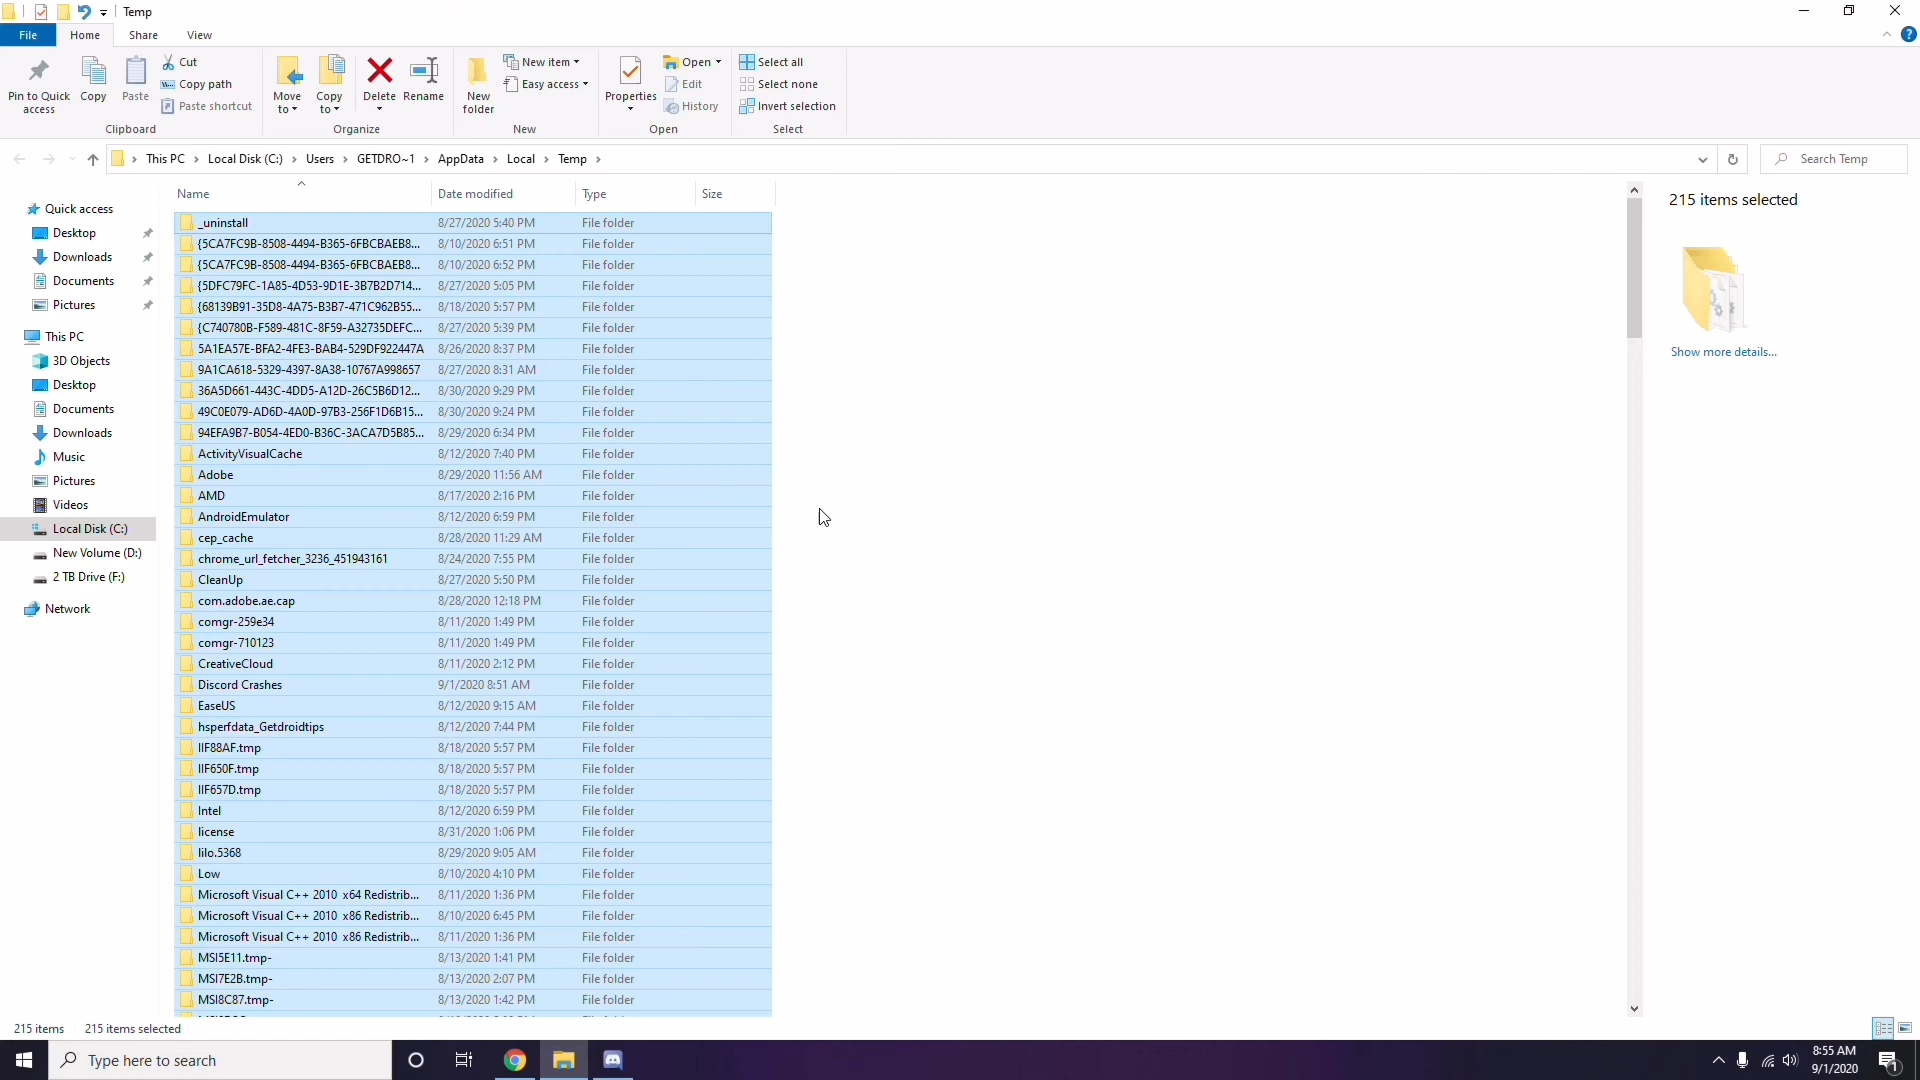 Temp
File
Home
Share
View
Pin to Quick access
Copy
Paste
Cut
Copy path
Paste shortcut
Clipboard
Move to
Copy to
Delete
Rename
Organize
New folder
New item
Easy access
New
Properties
Open
Edit
History
Open
Select all
Select none
Invert selection
Select
This PC > Local Disk (C:) > Users > GETDRO~1 > AppData > Local > Temp >
Search Temp
Name
Date modified
Type
Size
Quick access
Desktop
Downloads
Documents
Pictures
This PC
3D Objects
Desktop
Documents
Downloads
Music
Pictures
Videos
Local Disk (C:)
New Volume (D:)
2 TB Drive (F:)
Network
_uninstall 8/27/2020 5:40 PM File folder
{5CA7FC9B-8508-4494-B365-6FBCBAEB8... 8/10/2020 6:51 PM File folder
{5CA7FC9B-8508-4494-B365-6FBCBAEB8... 8/10/2020 6:52 PM File folder
{5DFC79FC-1A85-4D53-9D1E-3B7B2D714... 8/27/2020 5:05 PM File folder
{68139B91-35D8-4A75-B3B7-471C962B55... 8/18/2020 5:57 PM File folder
{C740780B-F589-481C-8F59-A32735DEFC... 8/27/2020 5:39 PM File folder
5A1EA57E-BFA2-4FE3-BAB4-529DF922447A 8/26/2020 8:37 PM File folder
9A1CA618-5329-4397-8A38-10767A998657 8/27/2020 8:31 AM File folder
36A5D661-443C-4DD5-A12D-26C5B6D12... 8/30/2020 9:29 PM File folder
49C0E079-AD6D-4A0D-97B3-256F1D6B15... 8/30/2020 9:24 PM File folder
94EFA9B7-B054-4ED0-B36C-3ACA7D5B85... 8/29/2020 6:34 PM File folder
ActivityVisualCache 8/12/2020 7:40 PM File folder
Adobe 8/29/2020 11:56 AM File folder
AMD 8/17/2020 2:16 PM File folder
AndroidEmulator 8/12/2020 6:59 PM File folder
cep_cache 8/28/2020 11:29 AM File folder
chrome_url_fetcher_3236_451943161 8/24/2020 7:55 PM File folder
CleanUp 8/27/2020 5:50 PM File folder
com.adobe.ae.cap 8/28/2020 12:18 PM File folder
comgr-259e34 8/11/2020 1:49 PM File folder
comgr-710123 8/11/2020 1:49 PM File folder
CreativeCloud 8/11/2020 2:12 PM File folder
Discord Crashes 9/1/2020 8:51 AM File folder
EaseUS 8/12/2020 9:15 AM File folder
hsperfdata_Getdroidtips 8/12/2020 7:44 PM File folder
IIF88AF.tmp 8/18/2020 5:57 PM File folder
IIF650F.tmp 8/18/2020 5:57 PM File folder
IIF657D.tmp 8/18/2020 5:57 PM File folder
Intel 8/12/2020 6:59 PM File folder
license 8/31/2020 1:06 PM File folder
lilo.5368 8/29/2020 9:05 AM File folder
Low 8/10/2020 4:10 PM File folder
Microsoft Visual C++ 2010 x64 Redistrib... 8/11/2020 1:36 PM File folder
Microsoft Visual C++ 2010 x86 Redistrib... 8/10/2020 6:45 PM File folder
Microsoft Visual C++ 2010 x86 Redistrib... 8/11/2020 1:36 PM File folder
MSI5E11.tmp- 8/13/2020 1:41 PM File folder
MSI7E2B.tmp- 8/13/2020 2:07 PM File folder
MSI8C87.tmp- 8/13/2020 1:42 PM File folder
215 items selected
Show more details...
215 items 215 items selected
Type here to search
8:55 AM
9/1/2020
1